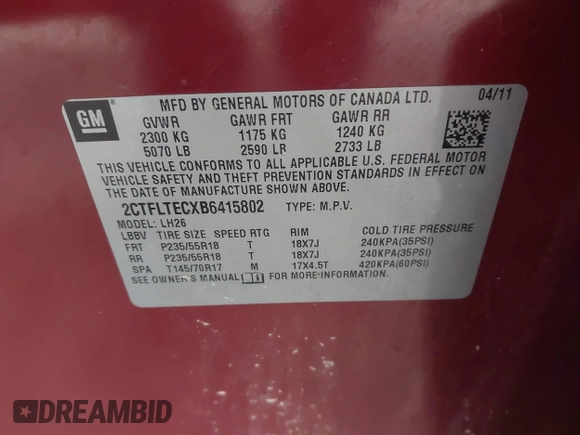 GM
MFD BY GENERAL MOTORS OF CANADA LTD. 04/11
GVWR GAWR FRT GAWR RR
2300 KG 1175 KG 1240 KG
5070 LB 2590 LB 2733 LB
THIS VEHICLE CONFORMS TO ALL APPLICABLE U.S. FEDERAL MOTOR
VEHICLE SAFETY AND THEFT PREVENTION STANDARDS IN EFFECT ON
THE DATE OF MANUFACTURE SHOWN ABOVE.
2CTFLTECXB6415802 TYPE: M.P.V.
MODEL: LH26
LBBV TIRE SIZE SPEED RTG RIM COLD TIRE PRESSURE
FRT P235/55R18 T 18X7J 240KPA(35PSI)
RR P235/55R18 T 18X7J 240KPA(35PSI)
SPA T145/70R17 M 17X4.5T 420KPA(60PSI)
SEE OWNER'S MANUAL FOR MORE INFORMATION.
DREAMBID